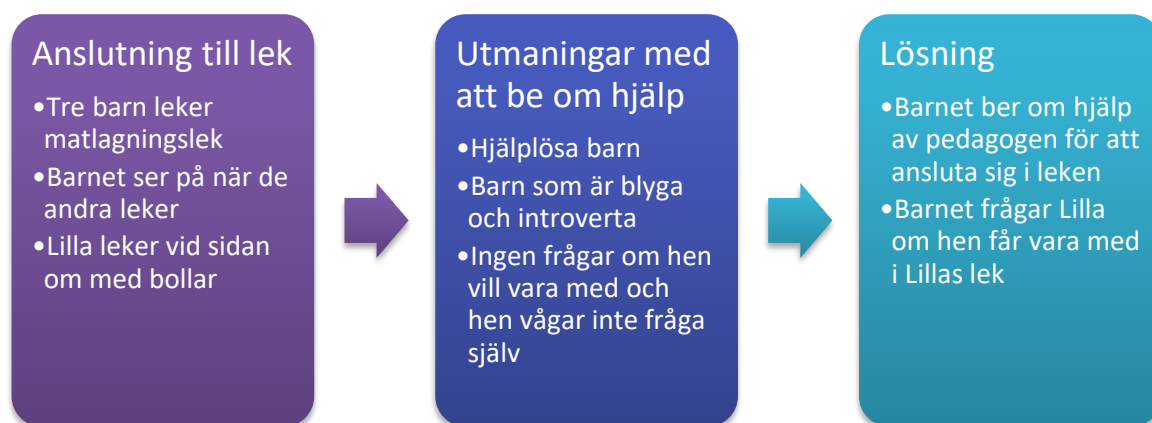 Anslutning till lek
•Tre barn leker
matlagningslek
•Barnet ser på när de
andra leker
•Lilla leker vid sidan
om med bollar
Utmaningar med
att be om hjälp
•Hjälplösa barn
•Barn som är blyga
och introverta
•Ingen frågar om hen
vill vara med och
hen vågar inte fråga
själv
Lösning
•Barnet ber om hjälp
av pedagogen för att
ansluta sig i leken
•Barnet frågar Lilla
om hen får vara med
i Lillas lek